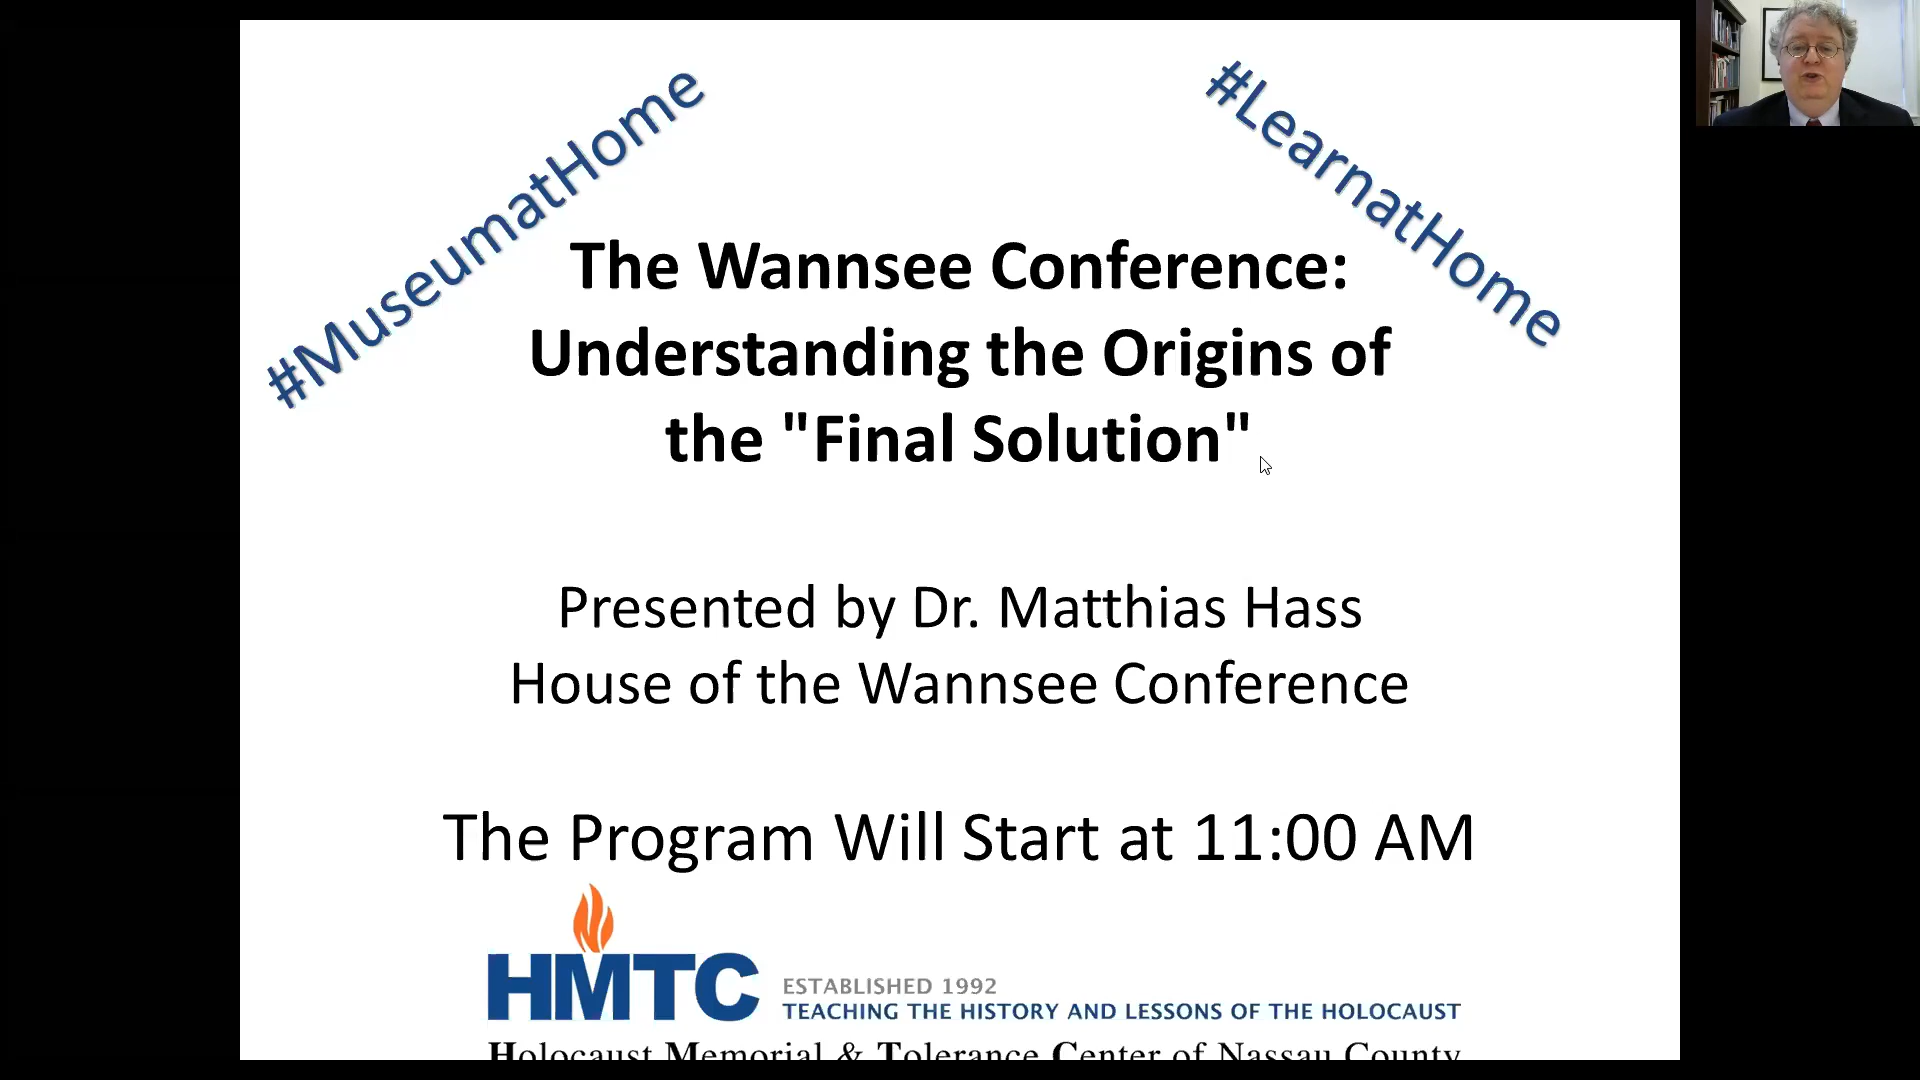 #MuseumatHome
#LearnatHome
The Wannsee Conference:
Understanding the Origins of
the "Final Solution"
Presented by Dr. Matthias Hass
House of the Wannsee Conference
The Program Will Start at 11:00 AM
HMTC
ESTABLISHED 1992
TEACHING THE HISTORY AND LESSONS OF THE HOLOCAUST
Holocaust Memorial & Tolerance Center of Nassau County